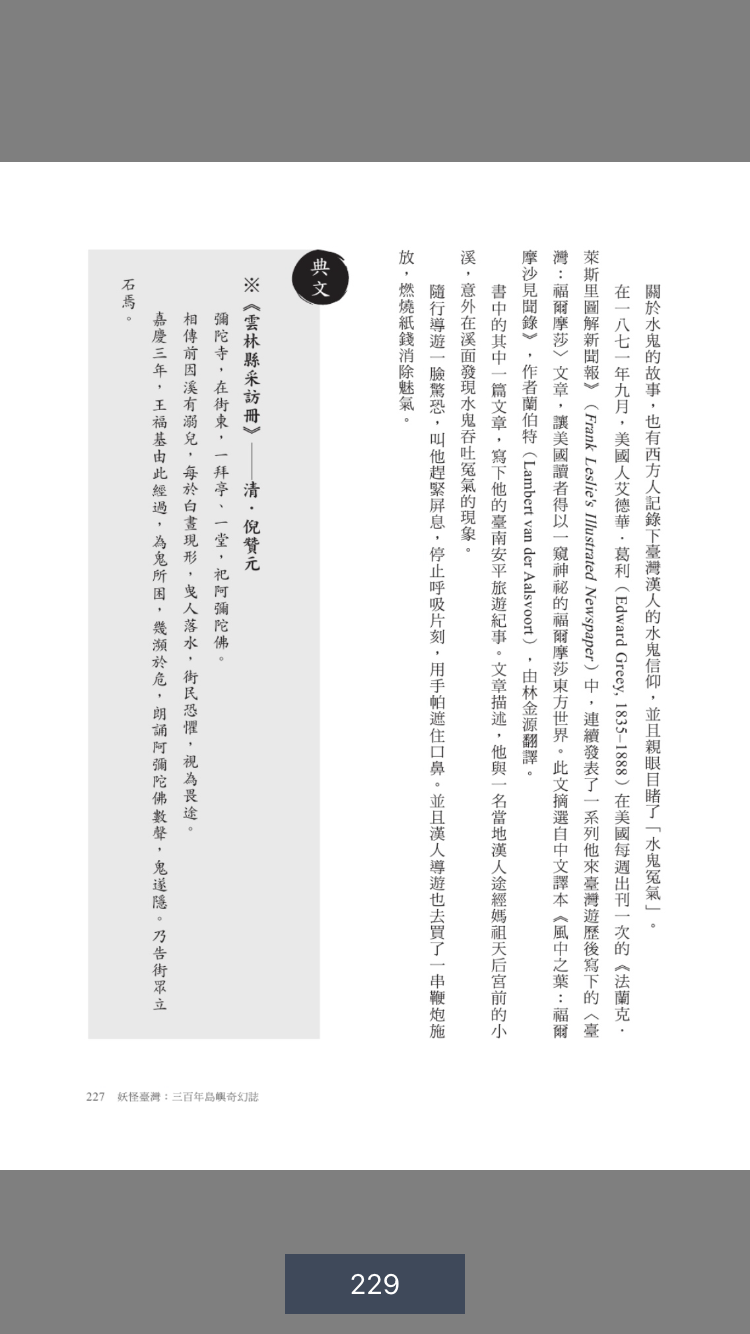 關於水鬼的故事，也有西方人記錄下臺灣漢人的水鬼信仰，並且親眼目睹了「水鬼冤氣」。
在一八七一年九月，美國人艾德華．葛利（Edward Greey, 1835–1888）在美國每週出刊一次的《法蘭克．
萊斯里圖解新聞報》（Frank Leslie's Illustrated Newspaper）中，連續發表了一系列他來臺灣遊歷後寫下的〈臺
灣：福爾摩莎〉文章，讓美國讀者得以一窺神祕的福爾摩莎東方世界。此文摘選自中文譯本《風中之葉：福爾
摩沙見聞錄》，作者蘭伯特（Lambert van der Aalsvoort），由林金源翻譯。
書中的其中一篇文章，寫下他的臺南安平旅遊紀事。文章描述，他與一名當地漢人途經媽祖天后宮前的小
溪，意外在溪面發現水鬼吞吐冤氣的現象。
隨行導遊一臉驚恐，叫他趕緊屏息，停止呼吸片刻，用手帕遮住口鼻。並且漢人導遊也去買了一串鞭炮施
放，燃燒紙錢消除魅氣。
典文
※《雲林縣采訪冊》——清．倪贊元
彌陀寺，在街東，一拜亭、一堂，祀阿彌陀佛。
相傳前因溪有溺兒，每於白晝現形，曳人落水，街民恐懼，視為畏途。
嘉慶三年，王福基由此經過，為鬼所困，幾瀕於危，朗誦阿彌陀佛數聲，鬼遂隱。乃告街眾立
石焉。
227 妖怪臺灣：三百年島嶼奇幻誌
229